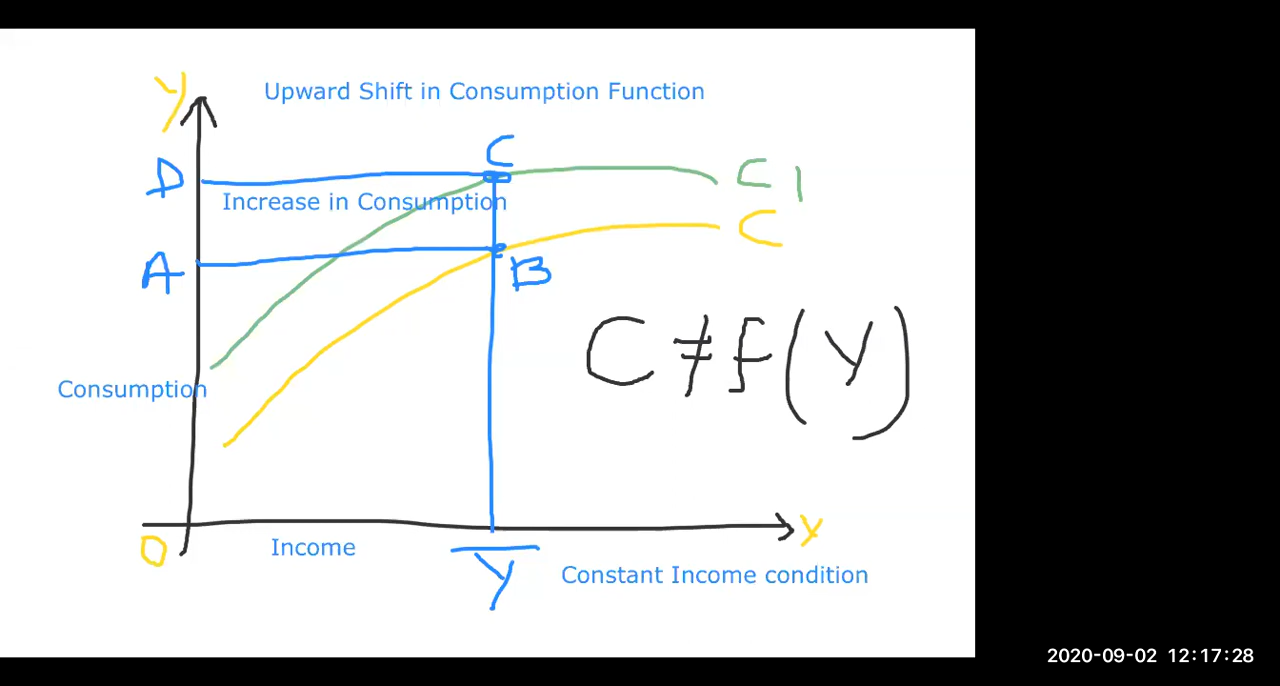 Y
Upward Shift in Consumption Function
C
D
C1
Increase in Consumption
C
A
B
C ≠ F(Y)
Consumption
O
Income
X
Y̅
Constant Income condition
2020-09-02 12:17:28